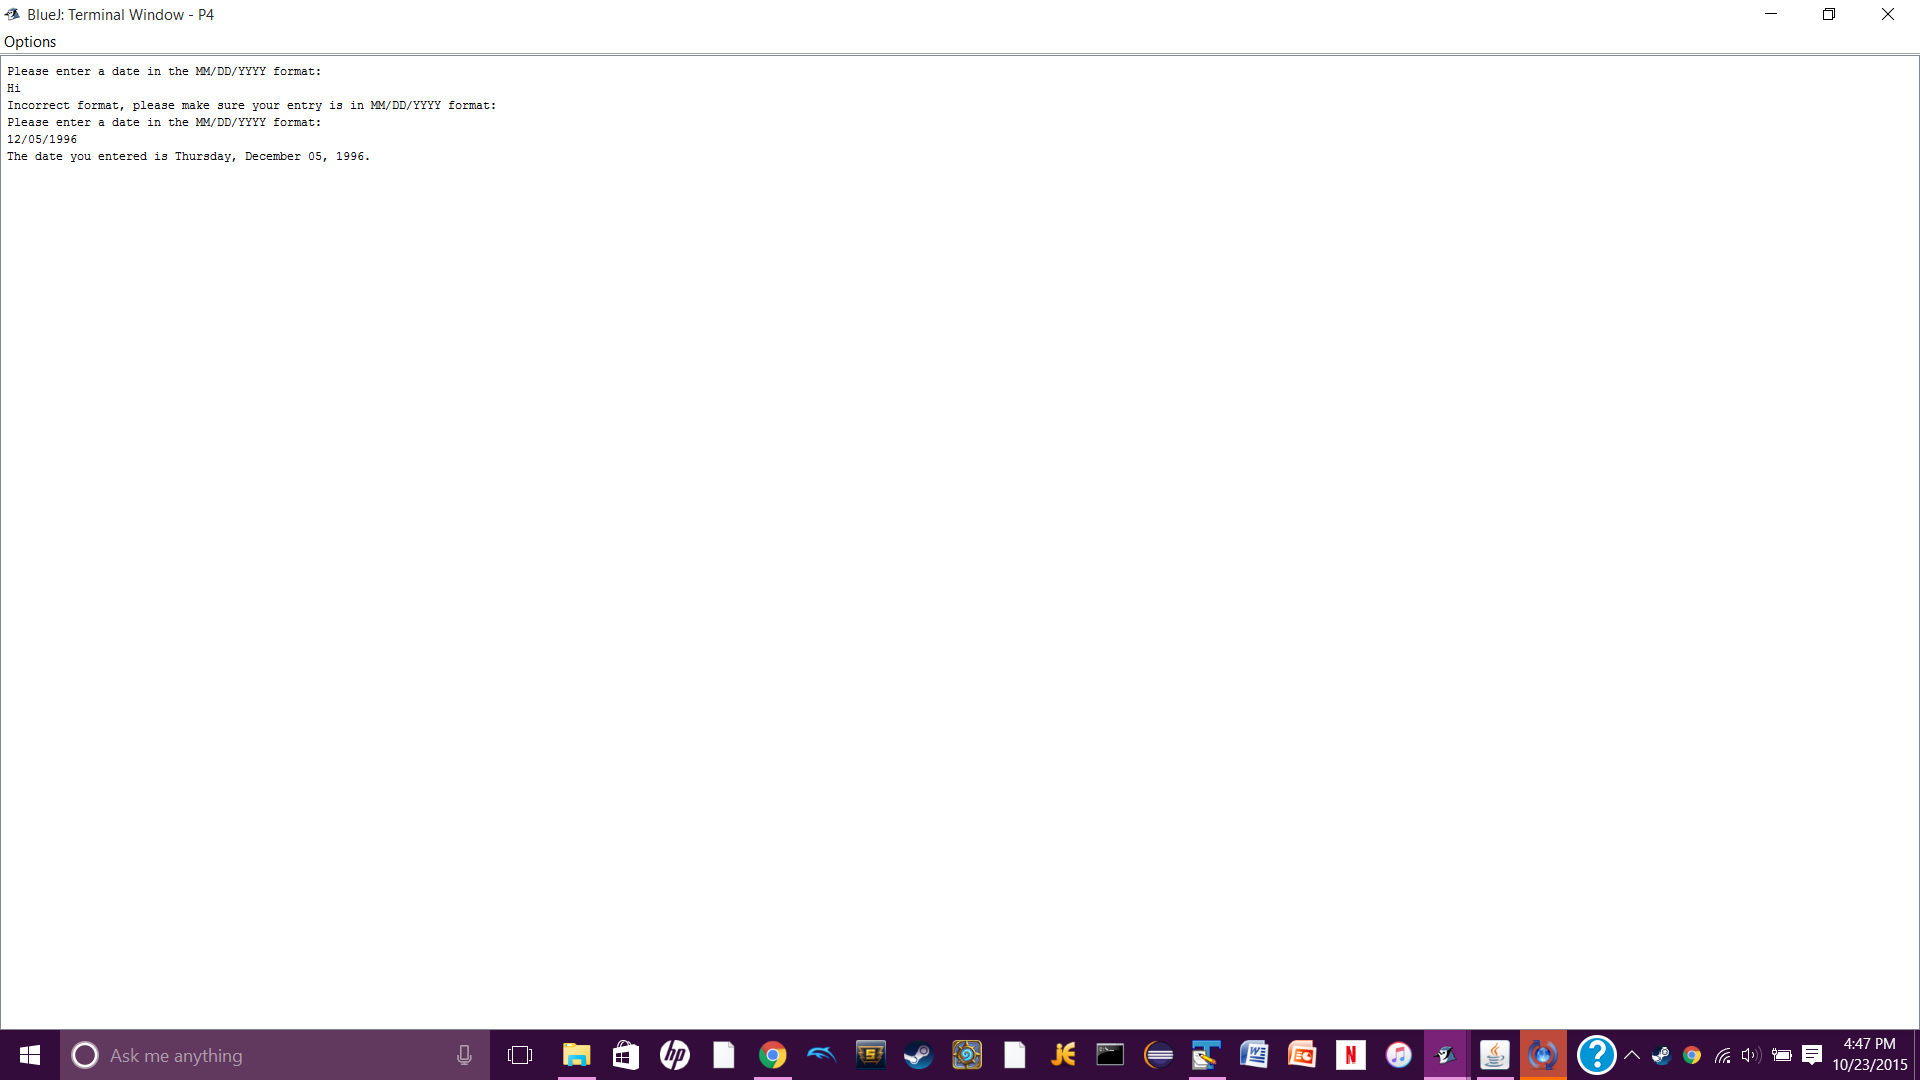 BlueJ: Terminal Window - P4
Options
Please enter a date in the MM/DD/YYYY format:
Hi
Incorrect format, please make sure your entry is in MM/DD/YYYY format:
Please enter a date in the MM/DD/YYYY format:
12/05/1996
The date you entered is Thursday, December 05, 1996.
Ask me anything
4:47 PM
10/23/2015